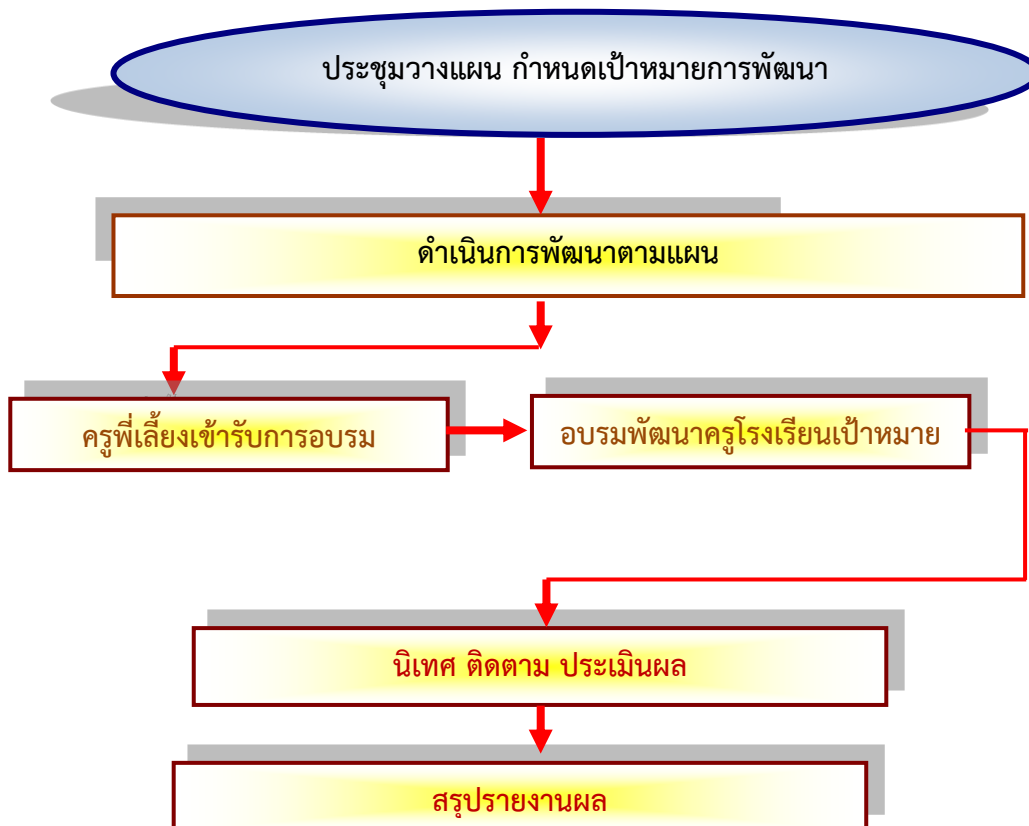 ประชุมวางแผน กำหนดเป้าหมายการพัฒนา
ดำเนินการพัฒนาตามแผน
ครูพี่เลี้ยงเข้ารับการอบรม
อบรมพัฒนาครูโรงเรียนเป้าหมาย
นิเทศ ติดตาม ประเมินผล
สรุปรายงานผล